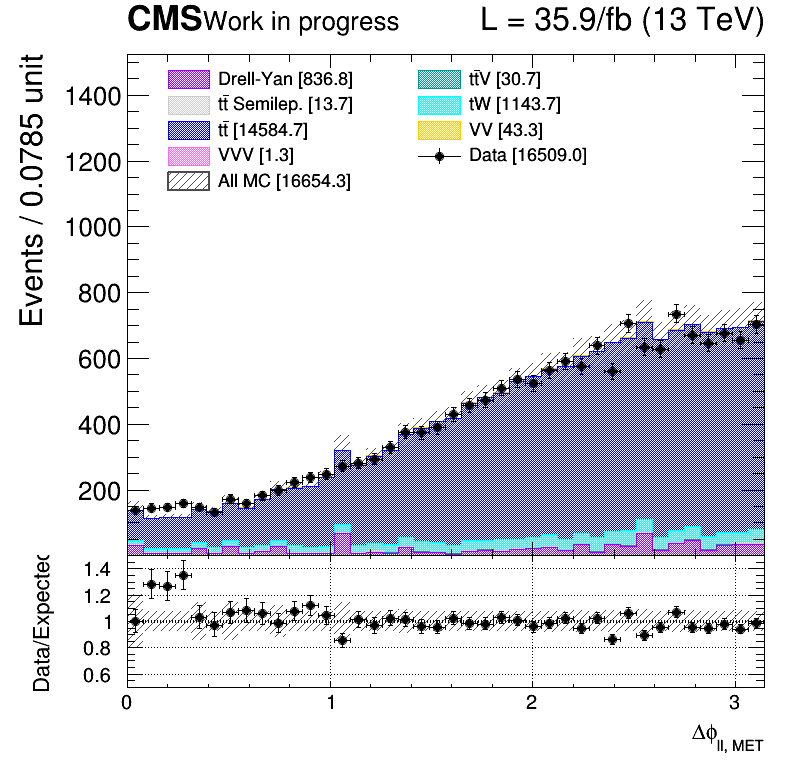 CMS Work in progress L = 35.9/fb (13 TeV)
Events / 0.0785 unit
1400
1200
1000
800
600
400
200
Drell-Yan [836.8]
tt̄ Semilep. [13.7]
tt̄ [14584.7]
VVV [1.3]
All MC [16654.3]
tt̄V [30.7]
tW [1143.7]
VV [43.3]
Data [16509.0]
Data/Expected
1.4
1.2
1
0.8
0.6
0 1 2 3
Δϕll, MET